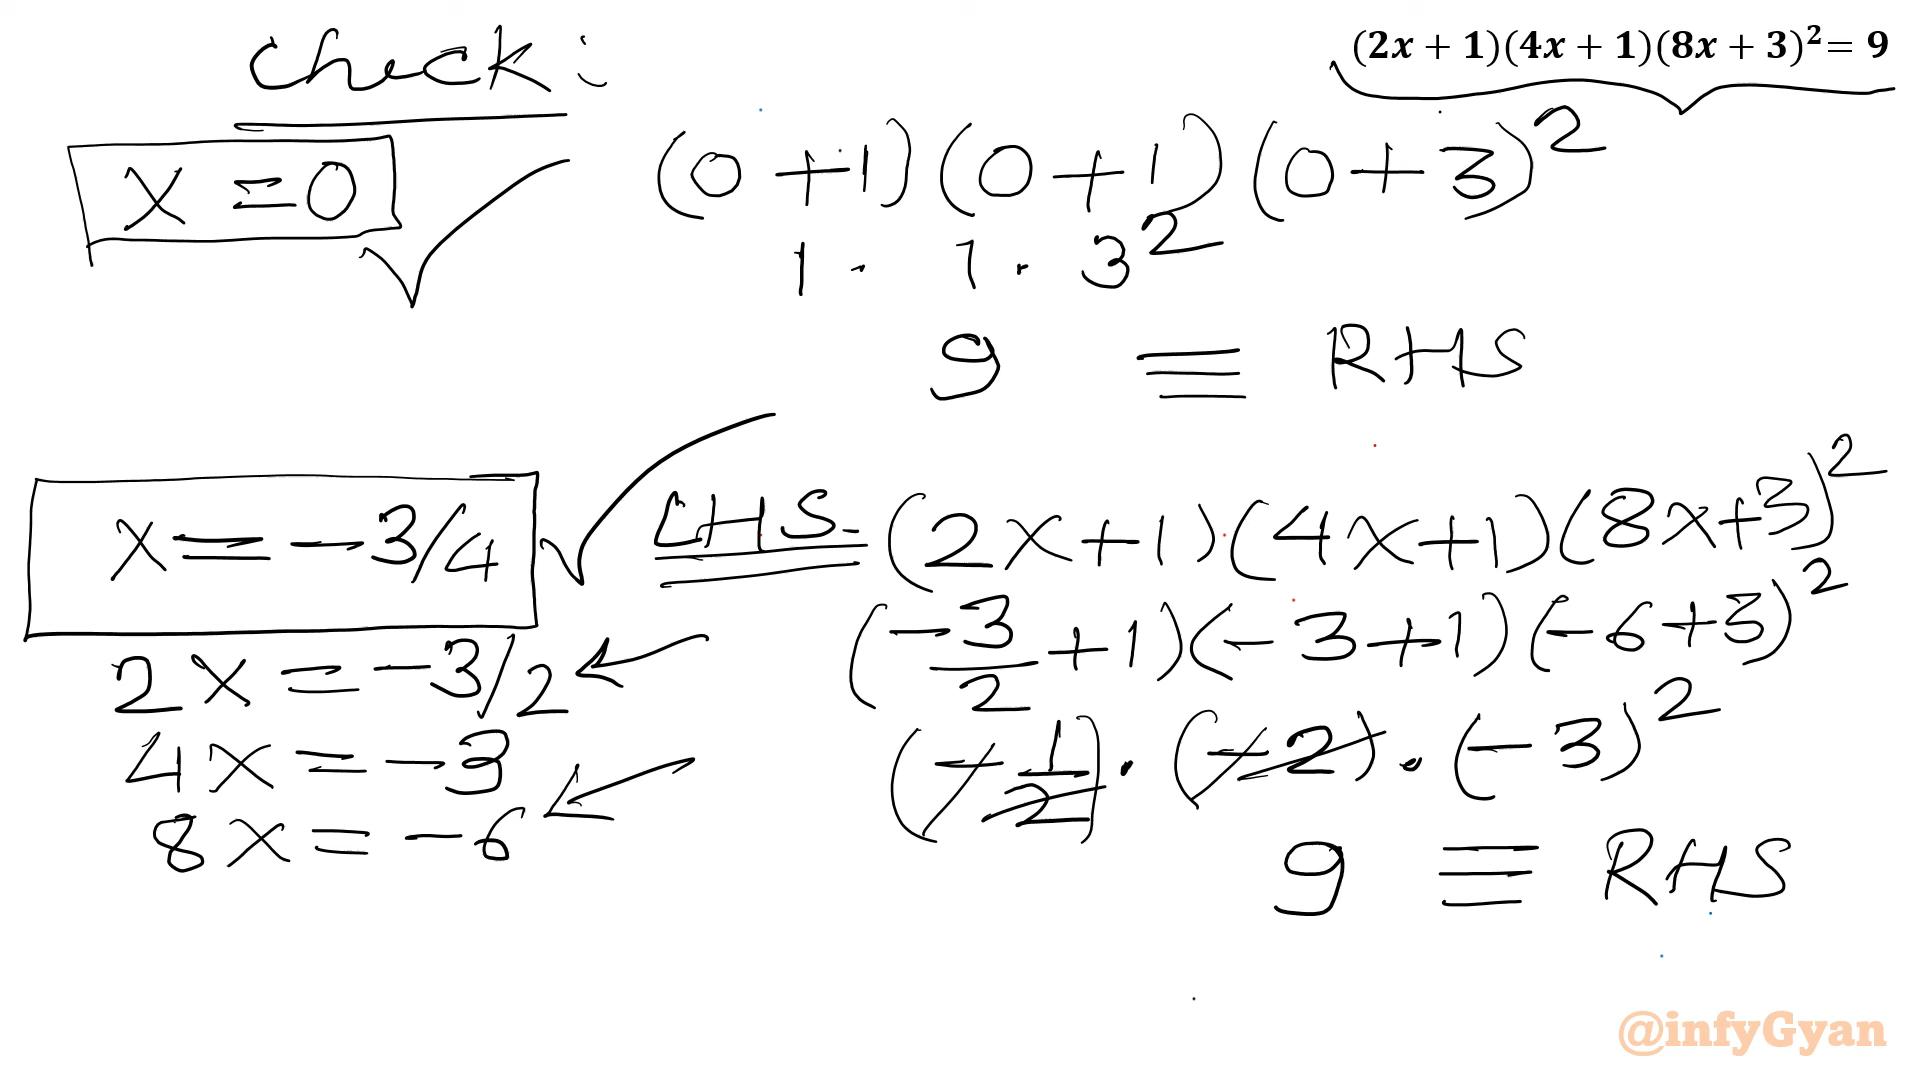 (2x + 1)(4x + 1)(8x + 3)²= 9
Check:
x = 0
(0+1)(0+1)(0+3)²
1 · 1 · 3²
9 ≡ RHS
x = -3/4
LHS = (2x+1)(4x+1)(8x+3)²
2x = -3/2
(-3/2 + 1)(-3+1)(-6+3)²
4x = -3
(-1/2) · (-2) · (-3)²
8x = -6
9 ≡ RHS
@infyGyan